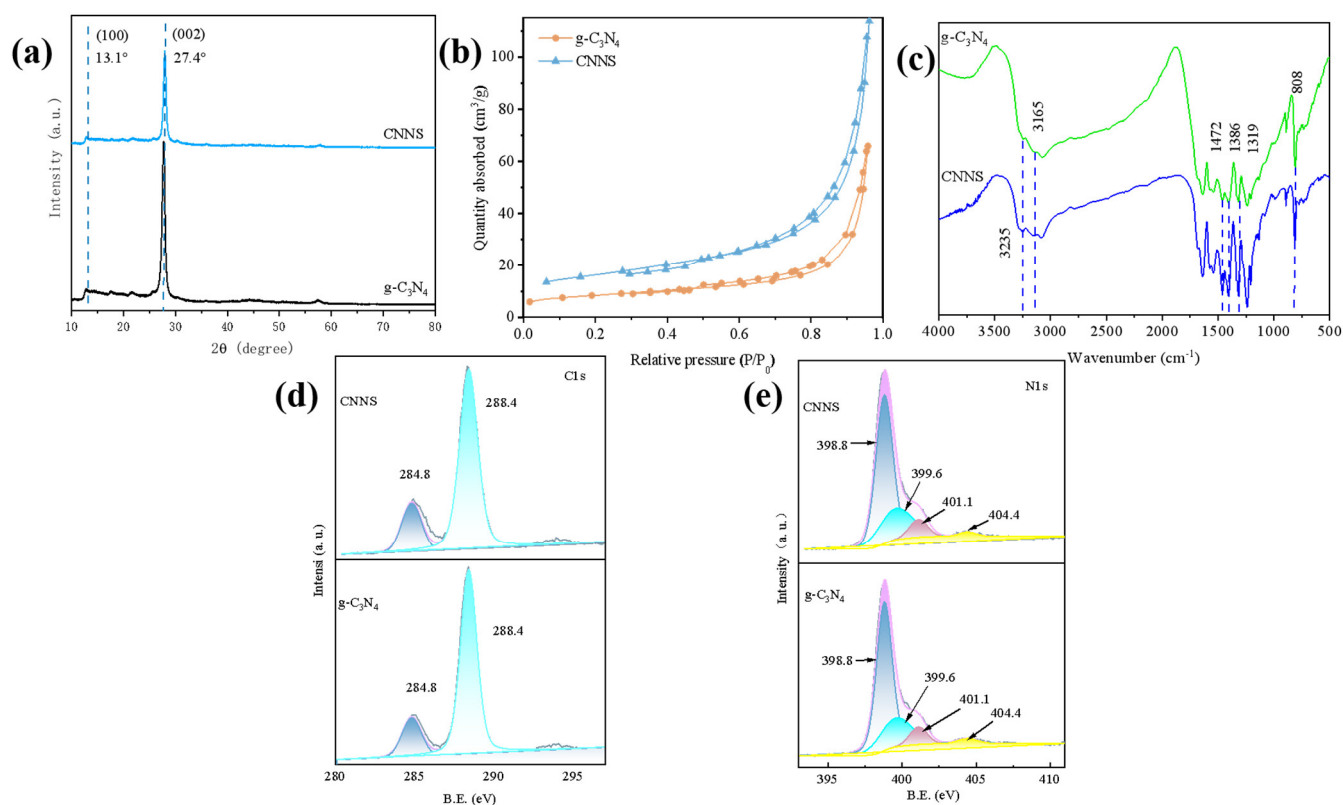 (a)
(100)
13.1°
(002)
27.4°
CNNS
g-C₃N₄
Intensity (a. u.)
10 20 30 40 50 60 70 80
2θ (degree)
(b)
g-C₃N₄
CNNS
Quantity absorbed (cm³/g)
100
80
60
40
20
0
0.0 0.2 0.4 0.6 0.8 1.0
Relative pressure (P/P₀)
(c)
g-C₃N₄
3165
1472
1386
1319
808
CNNS
3235
4000 3500 3000 2500 2000 1500 1000 500
Wavenumber (cm⁻¹)
(d)
C1s
CNNS
288.4
284.8
g-C₃N₄
288.4
284.8
Intensi (a. u.)
280 285 290 295
B.E. (eV)
(e)
N1s
CNNS
398.8
399.6
401.1
404.4
g-C₃N₄
398.8
399.6
401.1
404.4
Intensity (a. u.)
395 400 405 410
B.E. (eV)